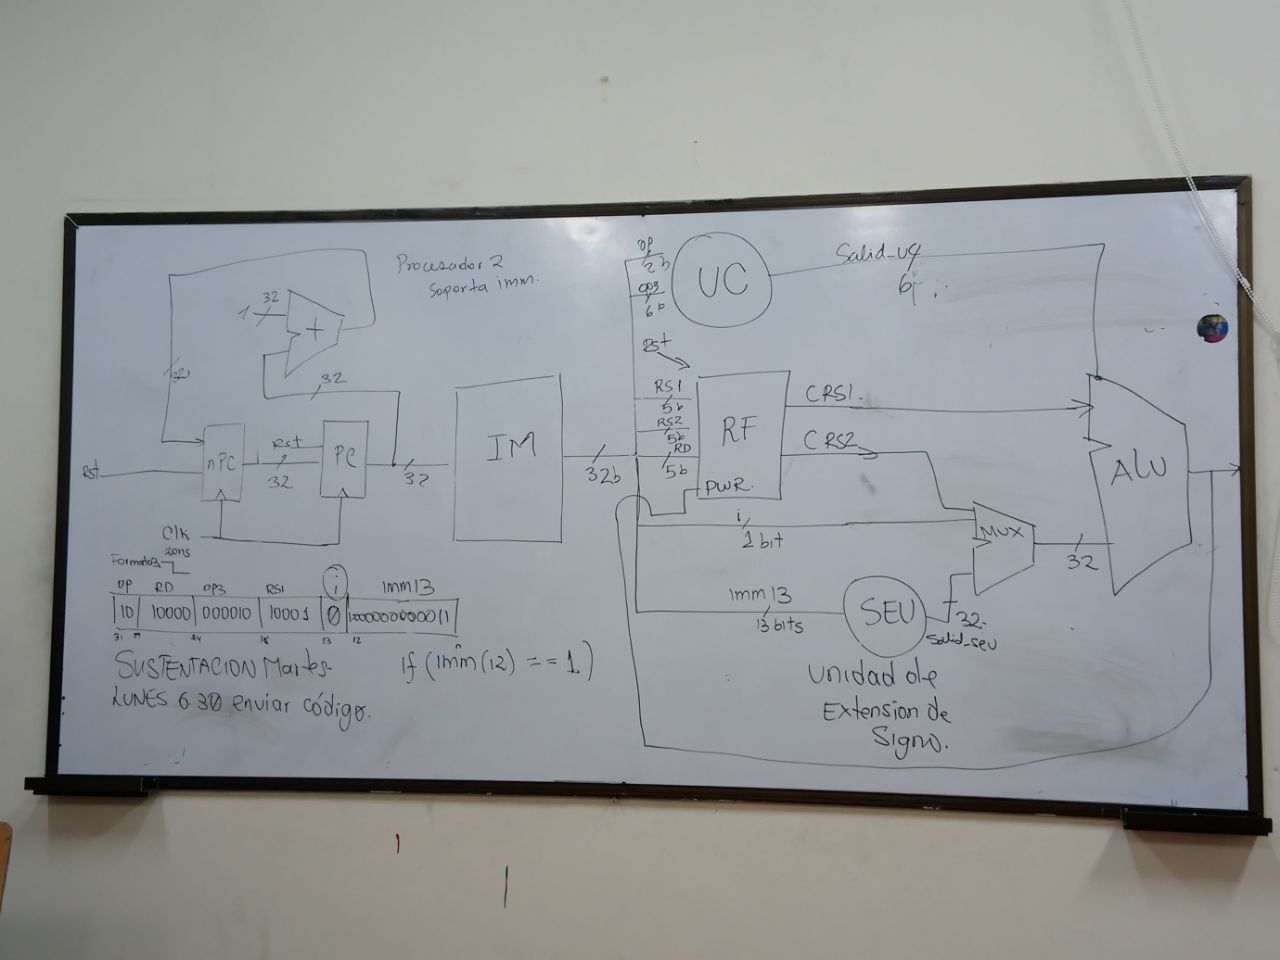 Procesador 2
Soporta imm.
1
32
+
32
32
Rst
nPC
Rst
32
PC
32
Clk
20ns
IM
32b
OP
2b
OP3
6b
UC
Salid_uc
6
Rst
RS1
5b
RS2
5b
RD
5b
RF
PWR.
CRS1.
CRS2
i
1 bit
MUX
32
ALU
imm 13
13 bits
SEU
32.
Salid_seu
Unidad de
Extension de
Signo.
Formato 3
OP RD OP3 RS1 i imm 13
10 10000 000010 10001 0 1000000000011
31 24 18 13 12
SUSTENTACION Martes.
LUNES 6:30 enviar código.
if (imm(12) == 1)